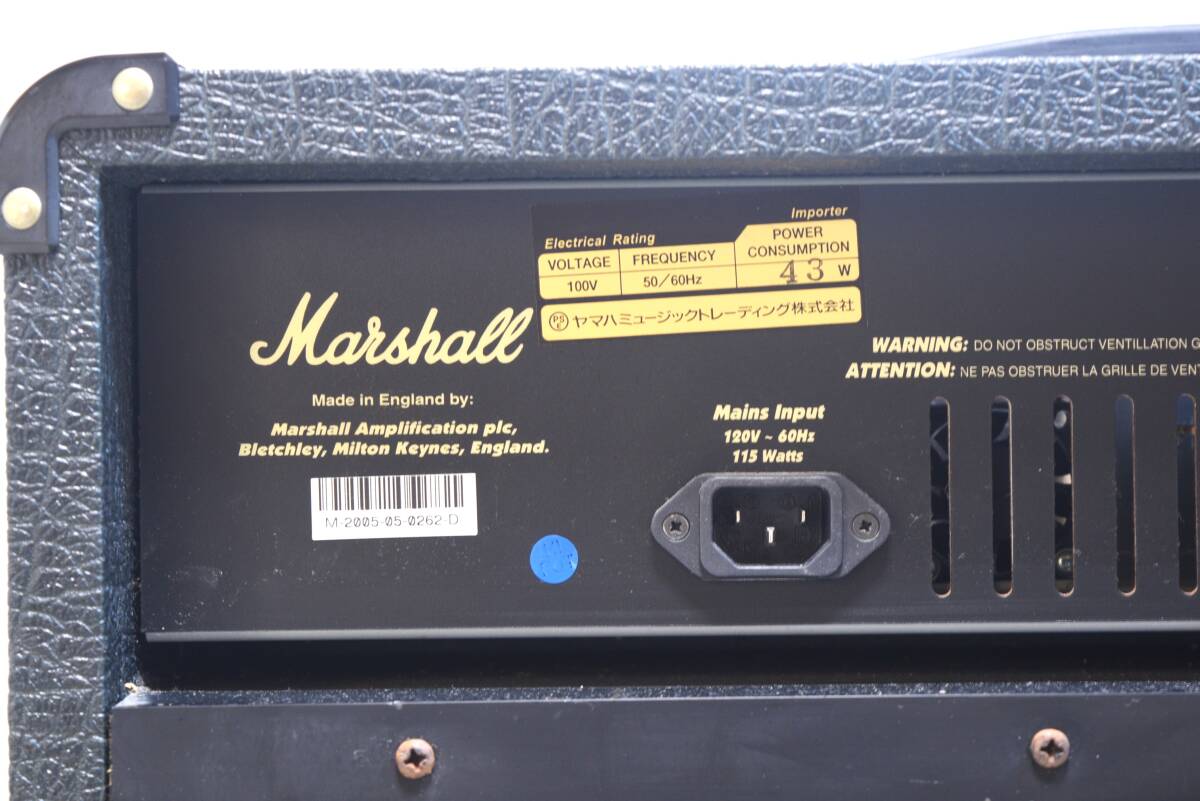 Importer
Electrical Rating
VOLTAGE FREQUENCY POWER CONSUMPTION
100V 50/60Hz 43 W
PSE ヤマハミュージックトレーディング株式会社
Marshall
Made in England by:
Marshall Amplification plc,
Bletchley, Milton Keynes, England.
M-2005-05-0262-D
WARNING: DO NOT OBSTRUCT VENTILLATION G
ATTENTION: NE PAS OBSTRUER LA GRILLE DE VENT
Mains Input
120V ~ 60Hz
115 Watts